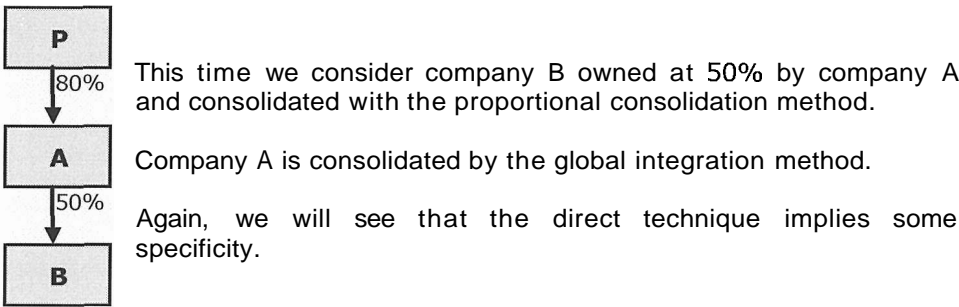 P
80%
This time we consider company B owned at 50% by company A
and consolidated with the proportional consolidation method.
A
Company A is consolidated by the global integration method.
50%
Again, we will see that the direct technique implies some
specificity.
B